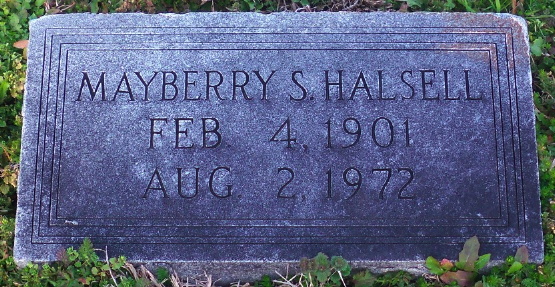 MAYBERRY S. HALSELL
FEB. 4, 1901
AUG 2, 1972